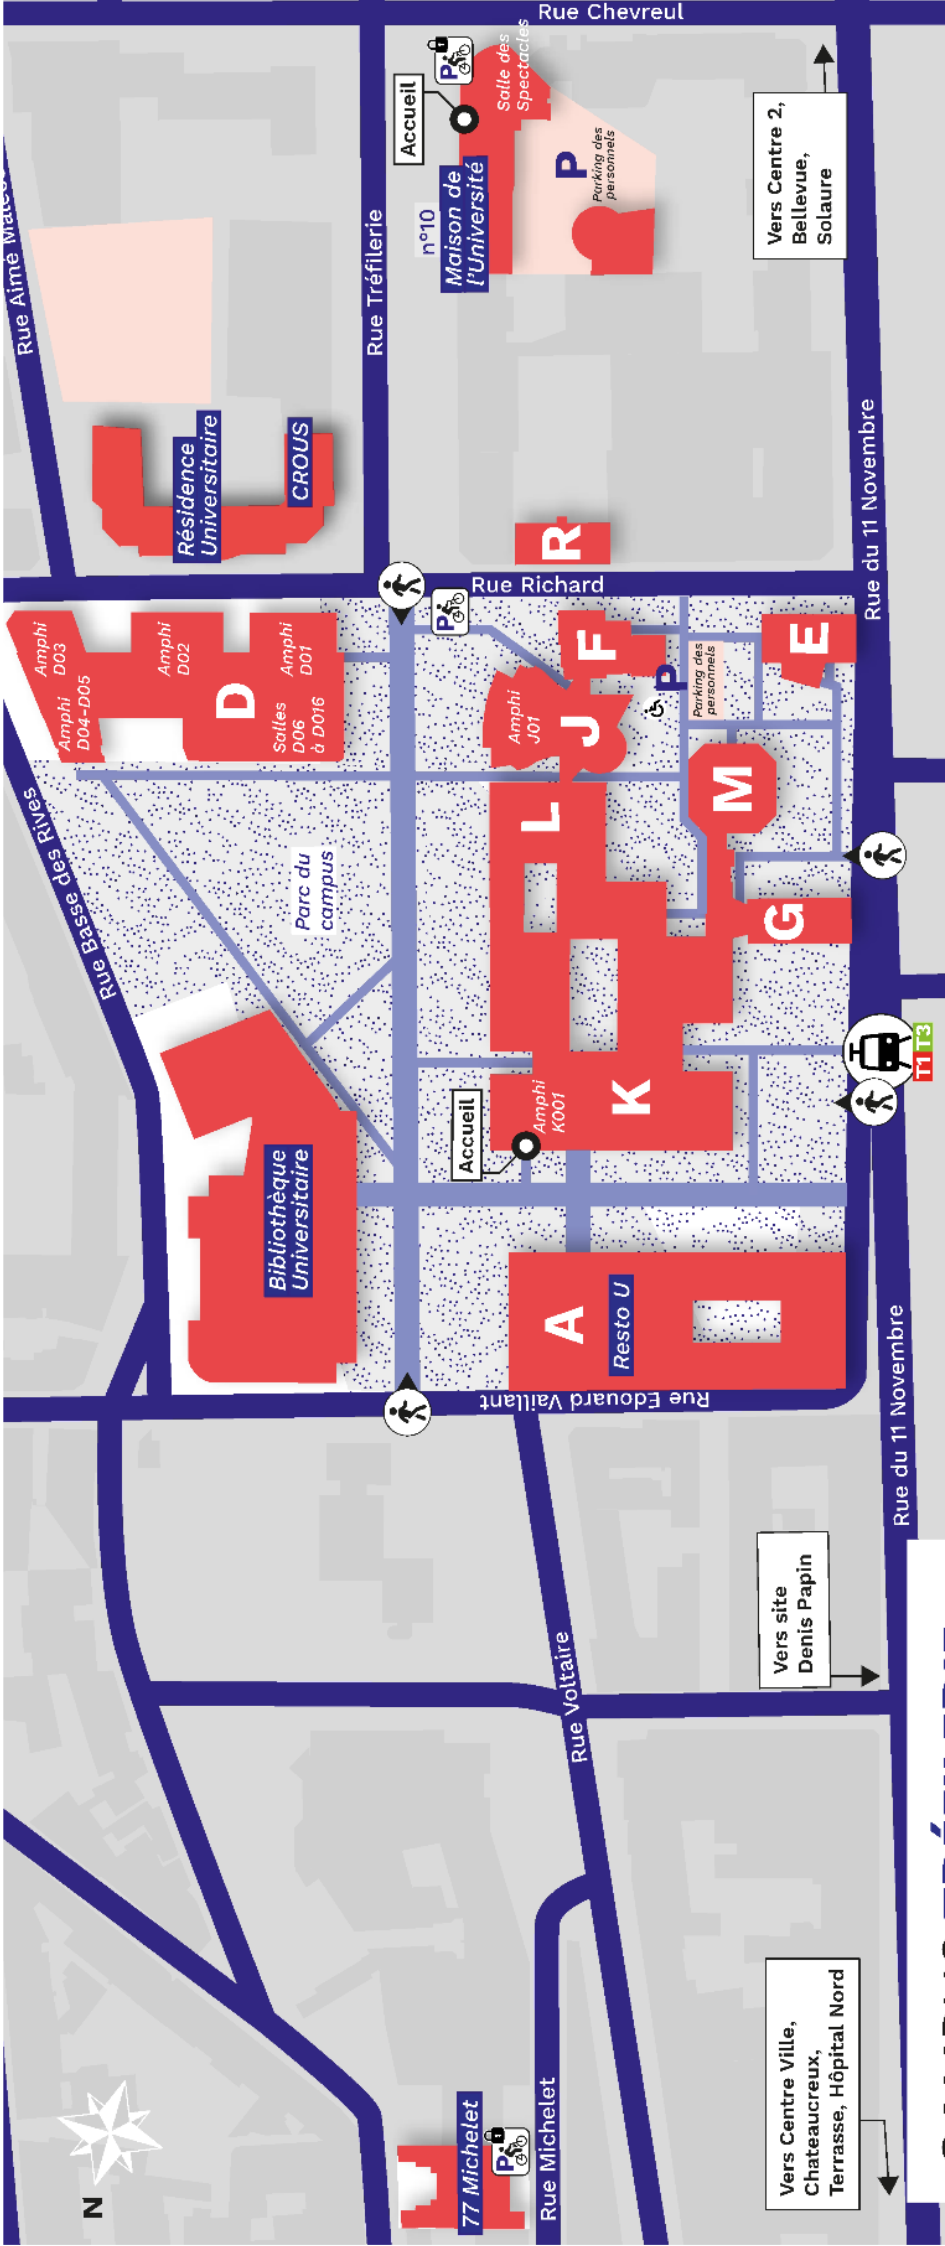 N
77 Michelet
Rue Michelet
Vers Centre Ville,
Chateaucreux,
Terrasse, Hôpital Nord
Rue Voltaire
Vers site
Denis Papin
Rue du 11 Novembre
Rue Edouard Vaillant
Bibliothèque
Universitaire
A
Resto U
Accueil
Amphi
K001
K
T1 T3
Rue Basse des Rives
Parc du
campus
L
G
M
Amphi
D04-D05
Amphi
D03
Amphi
D02
D
Amphi
D01
Salles
D06
à D016
Amphi
J01
J
F
P
Parking des
personnels
E
P
Rue Richard
R
Rue du 11 Novembre
Résidence
Universitaire
CROUS
Rue Tréfilerie
n°10
Maison de
l'Université
Accueil
Salle des
Spectacles
P
Parking des
personnels
P
P
Vers Centre 2,
Bellevue,
Solaure
Rue Chevreul